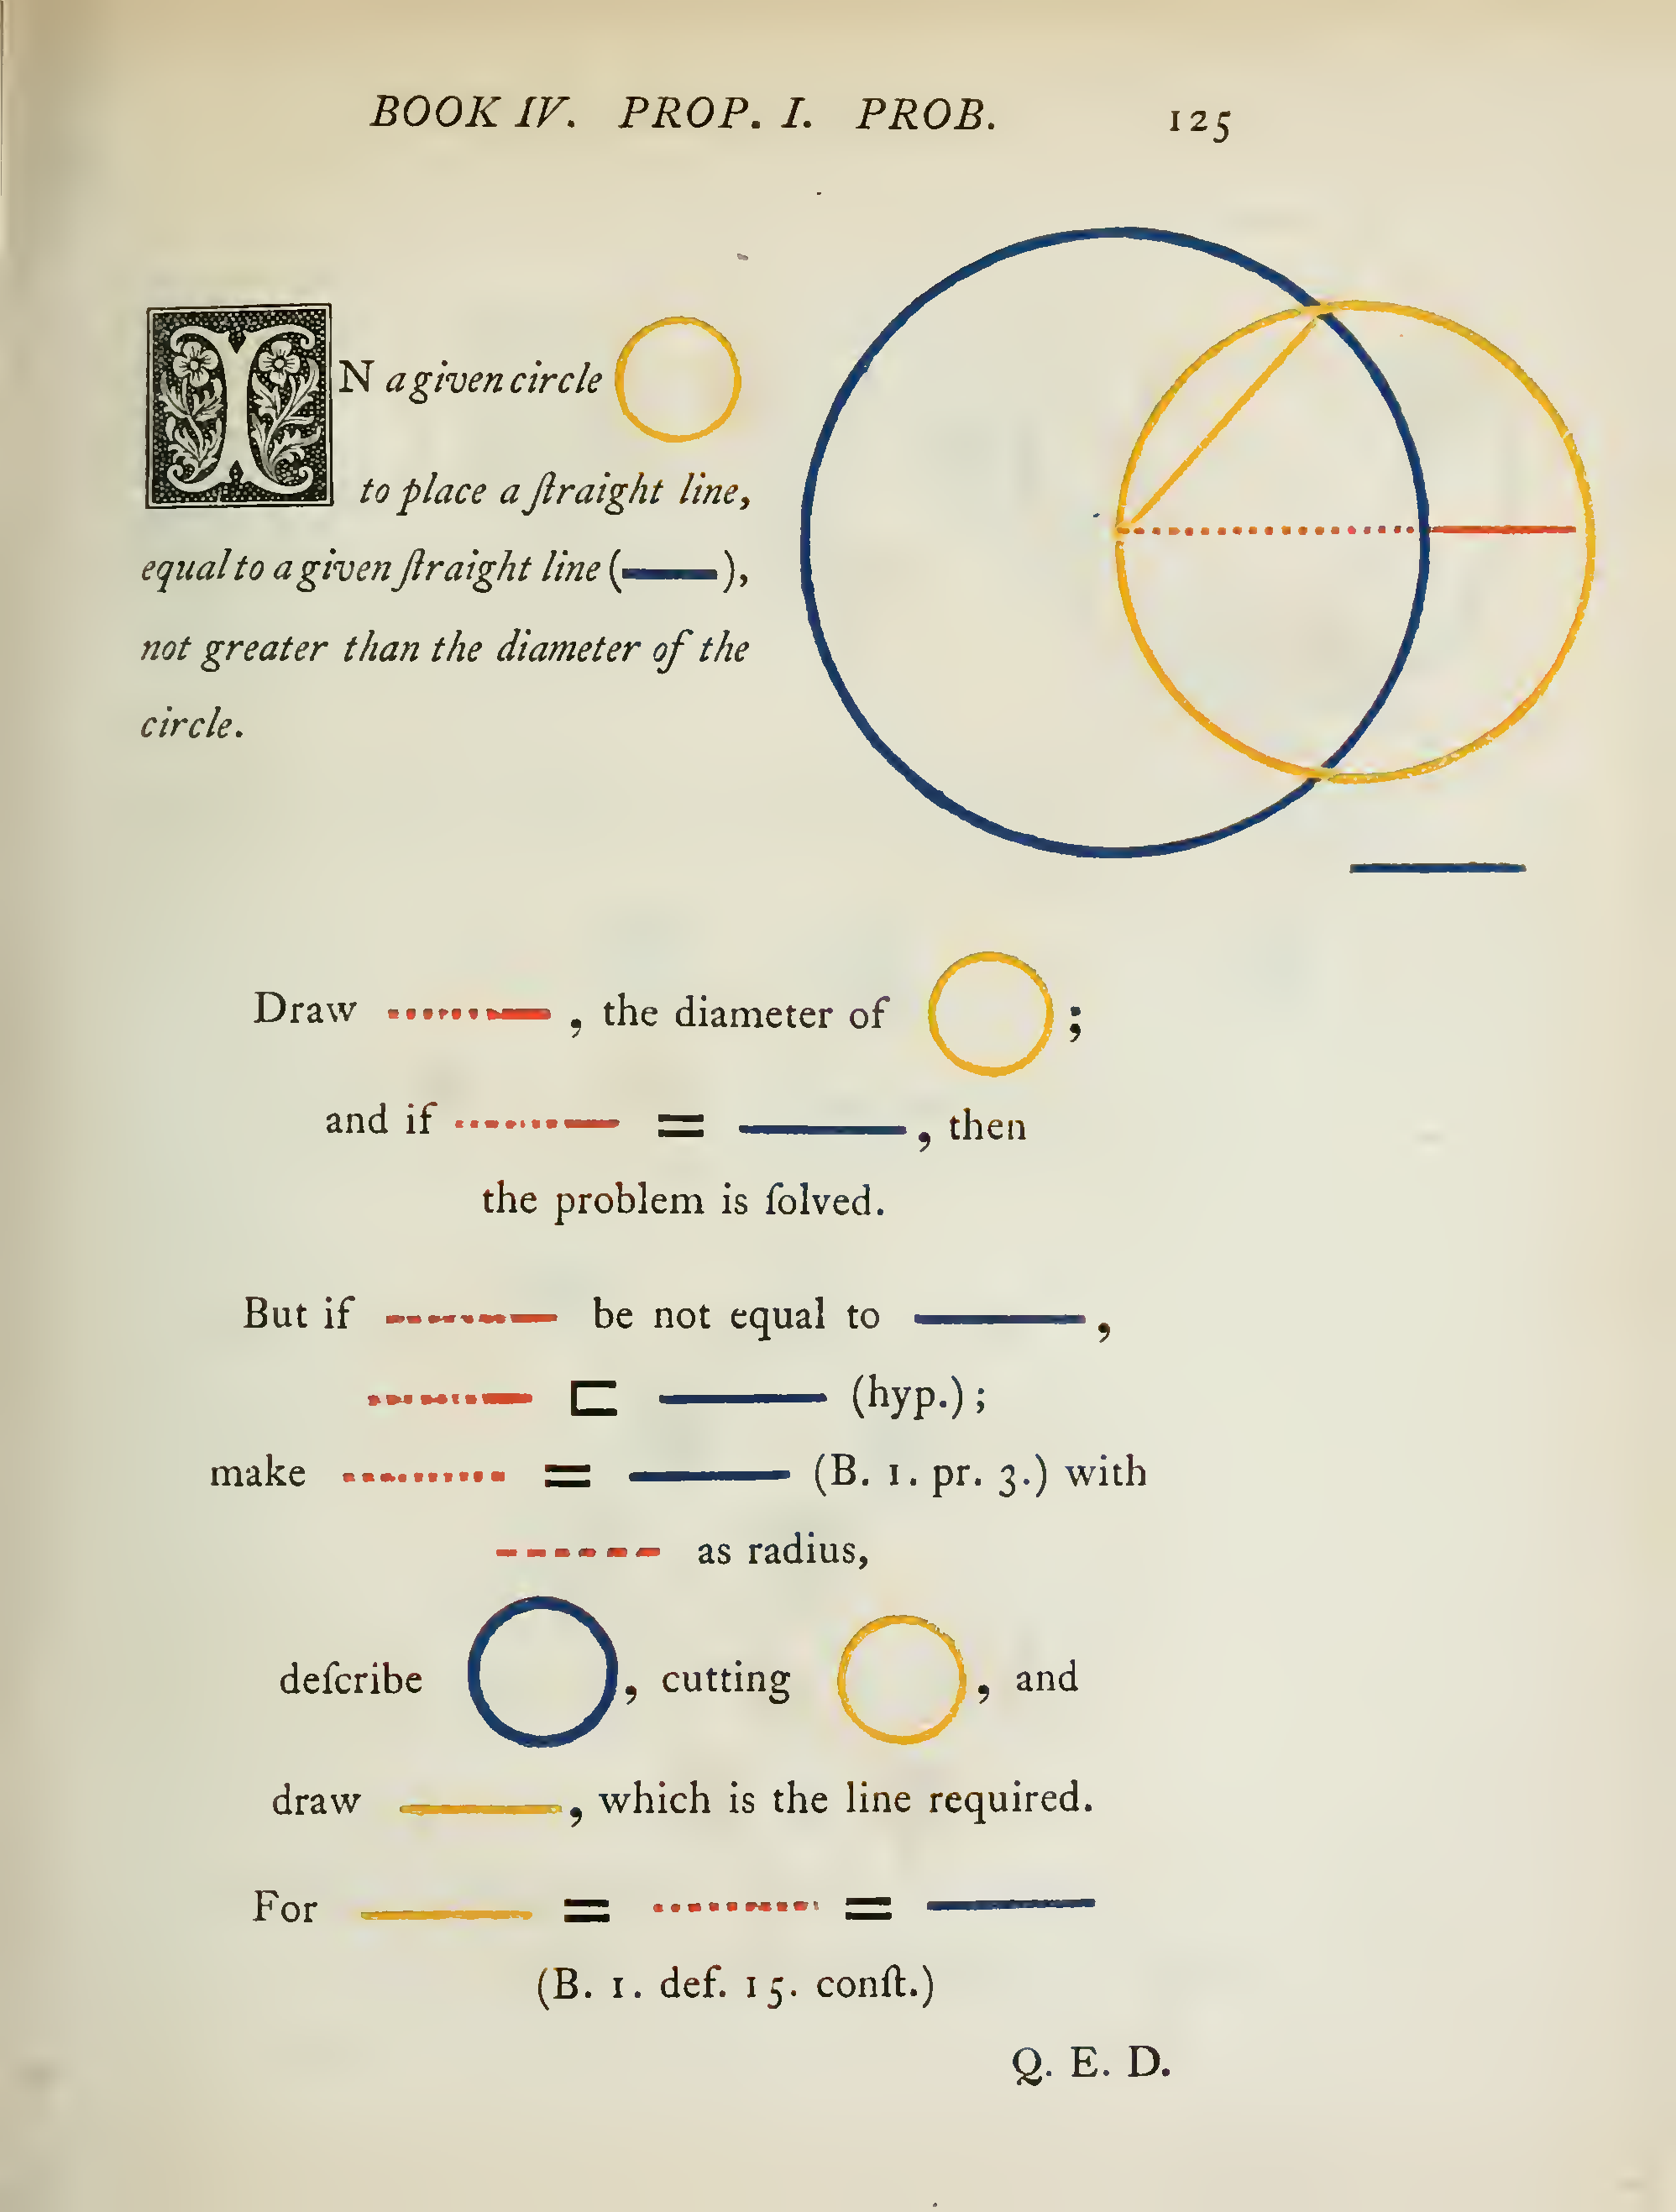 BOOK IV. PROP. I. PROB. 125
IN a given circle
to place a ſtraight line,
equal to a given ſtraight line ( ),
not greater than the diameter of the
circle.
Draw , the diameter of ;
and if = , then
the problem is ſolved.
But if be not equal to ,
⊏ (hyp.) ;
make = (B. 1. pr. 3.) with
as radius,
deſcribe , cutting , and
draw , which is the line required.
For = =
(B. 1. def. 15. conſt.)
Q. E. D.